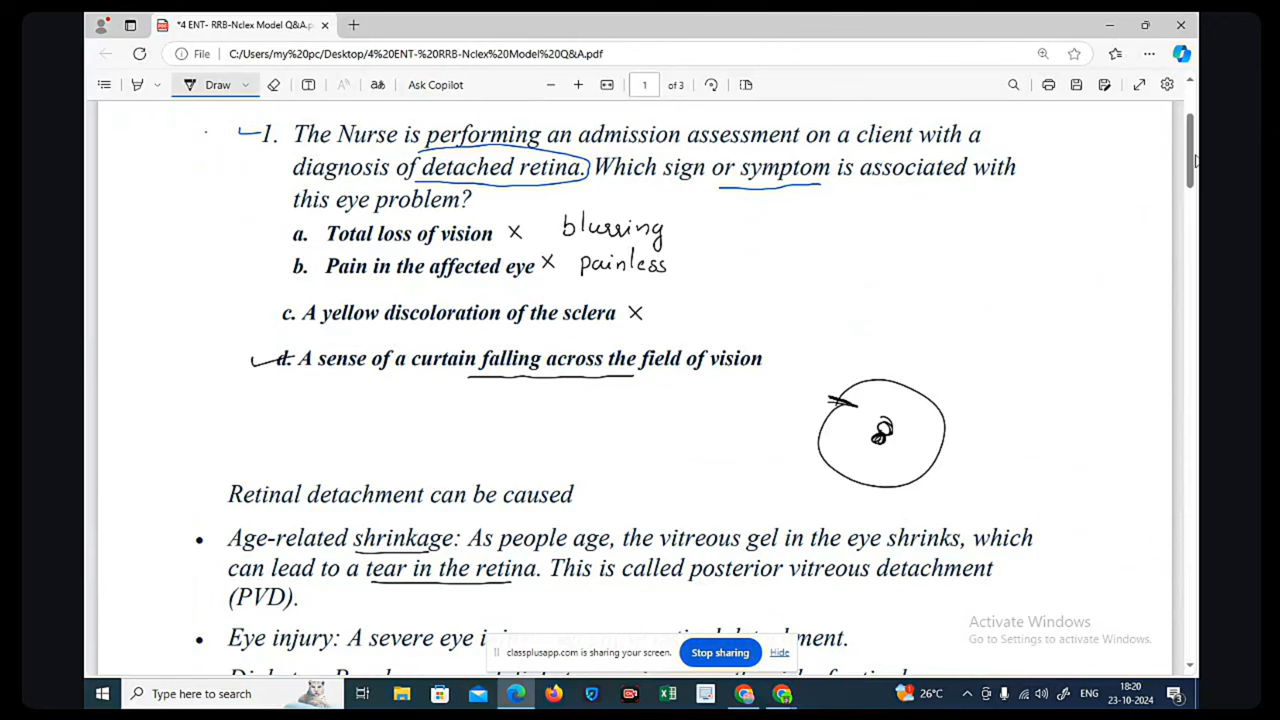 *4 ENT- RRB-Nclex Model Q&A.p
File C:/Users/my%20pc/Desktop/4%20ENT-%20RRB-Nclex%20Model%20Q&A.pdf
Draw Ask Copilot 1 of 3
1. The Nurse is performing an admission assessment on a client with a
diagnosis of detached retina. Which sign or symptom is associated with
this eye problem?
a. Total loss of vision × blurring
b. Pain in the affected eye × painless
c. A yellow discoloration of the sclera ×
d. A sense of a curtain falling across the field of vision
Retinal detachment can be caused
• Age-related shrinkage: As people age, the vitreous gel in the eye shrinks, which
can lead to a tear in the retina. This is called posterior vitreous detachment
(PVD).
• Eye injury: A severe eye
Activate Windows
Go to Settings to activate Windows.
classplusapp.com is sharing your screen. Stop sharing Hide
Type here to search 26°C ENG 18:20
23-10-2024